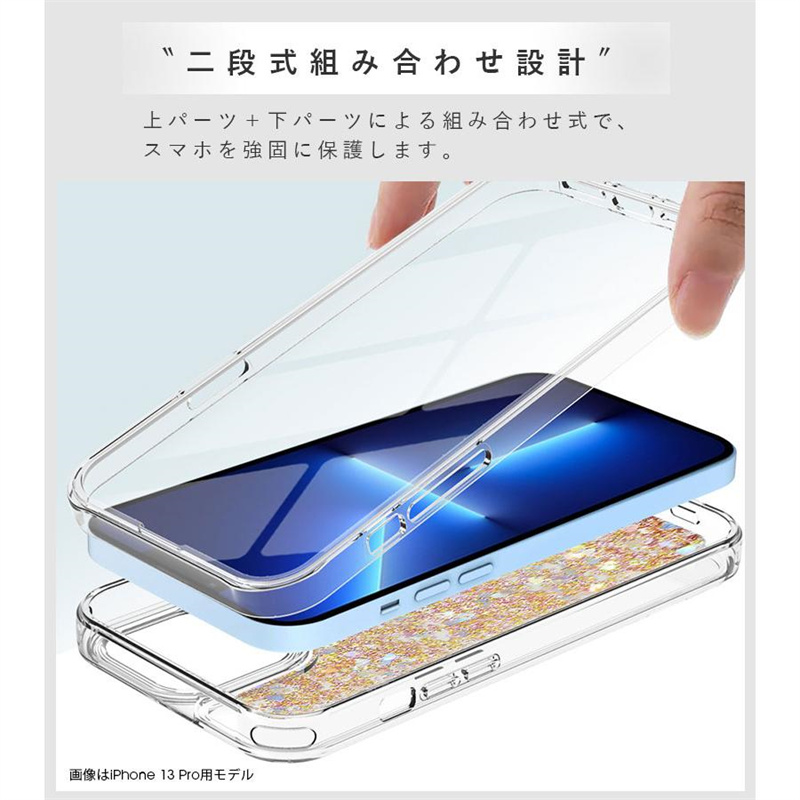 〝二段式組み合わせ設計〞
上パーツ＋下パーツによる組み合わせ式で、
スマホを強固に保護します。
画像はiPhone 13 Pro用モデル